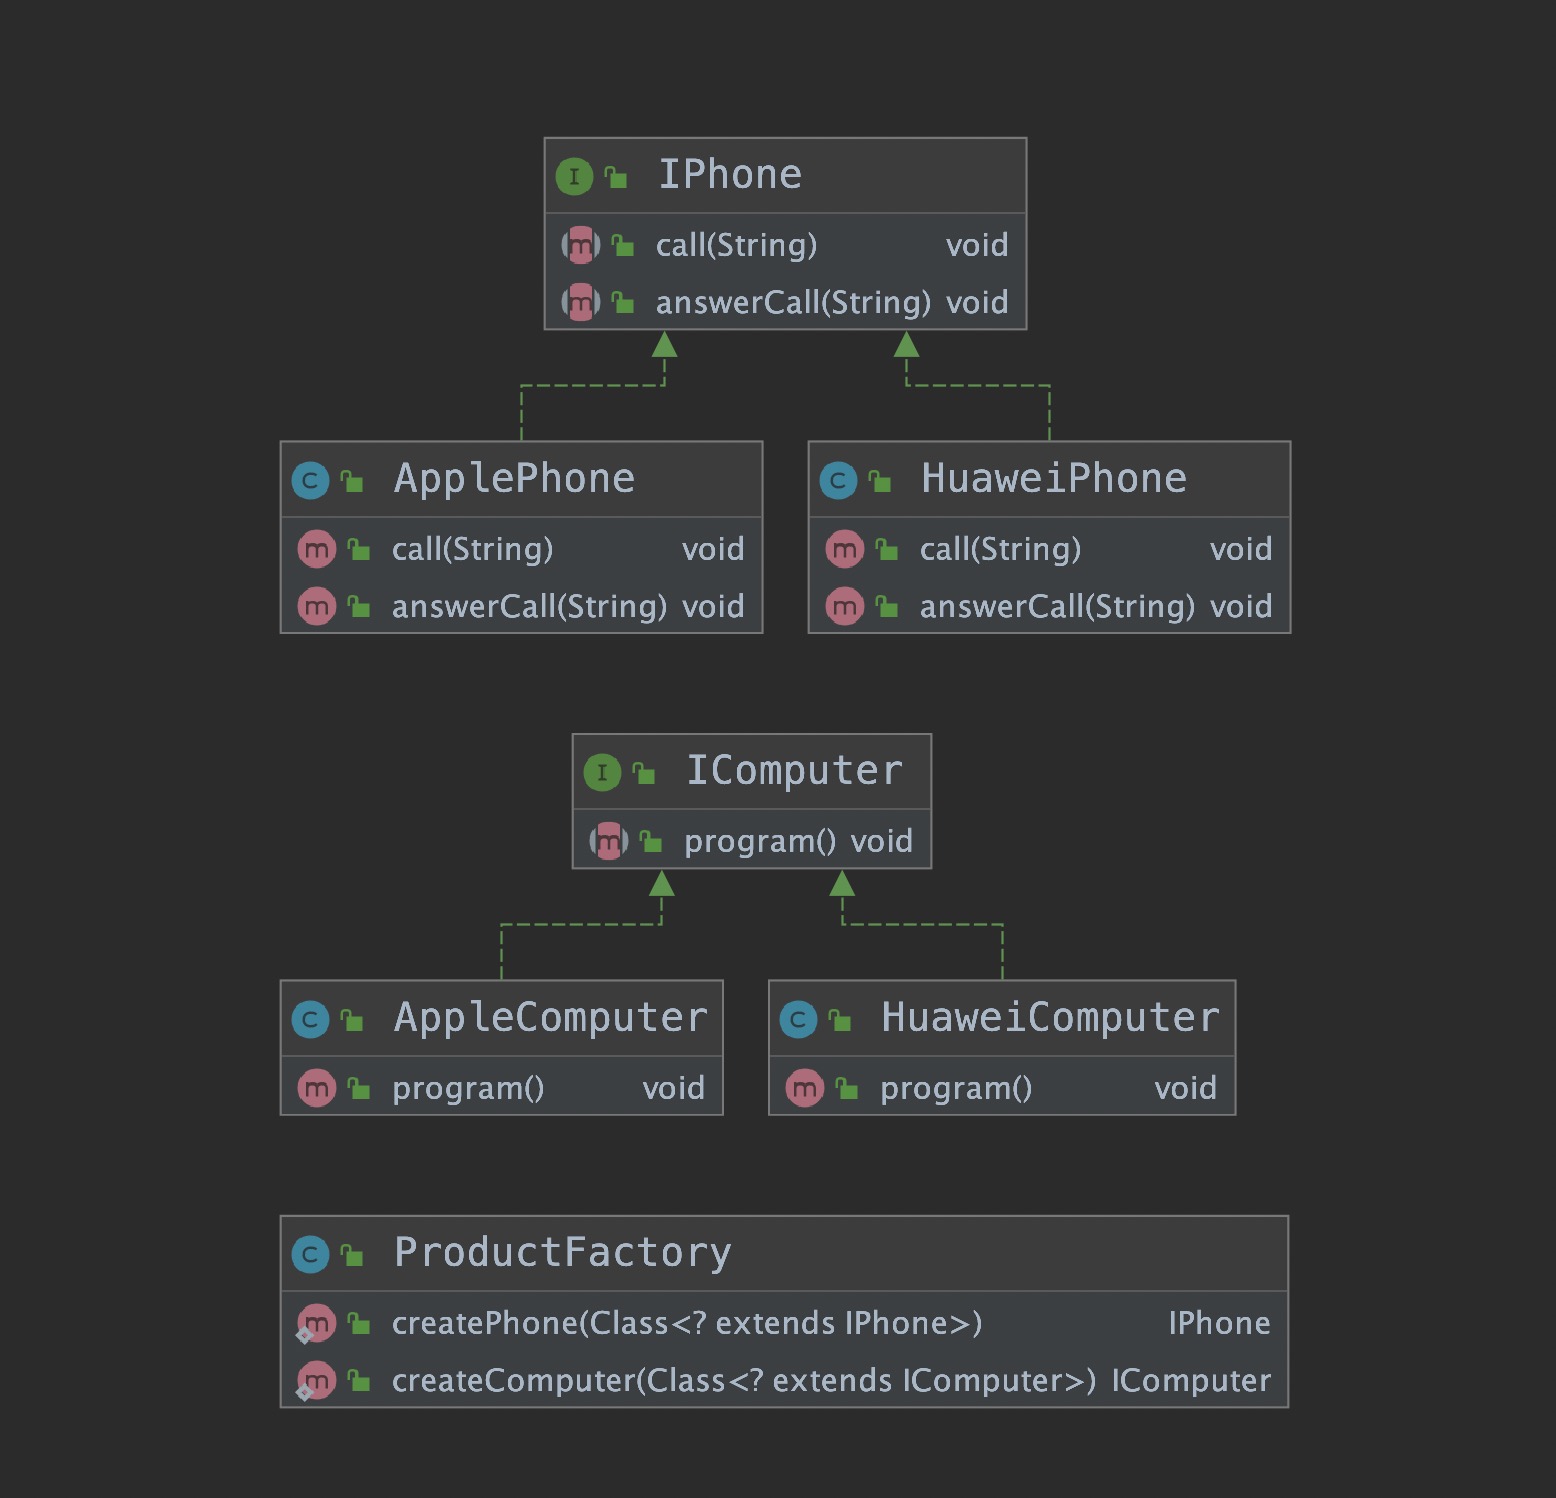 I IPhone
m call(String) void
m answerCall(String) void
C ApplePhone
m call(String) void
m answerCall(String) void
C HuaweiPhone
m call(String) void
m answerCall(String) void
I IComputer
m program() void
C AppleComputer
m program() void
C HuaweiComputer
m program() void
C ProductFactory
m createPhone(Class<? extends IPhone>) IPhone
m createComputer(Class<? extends IComputer>) IComputer